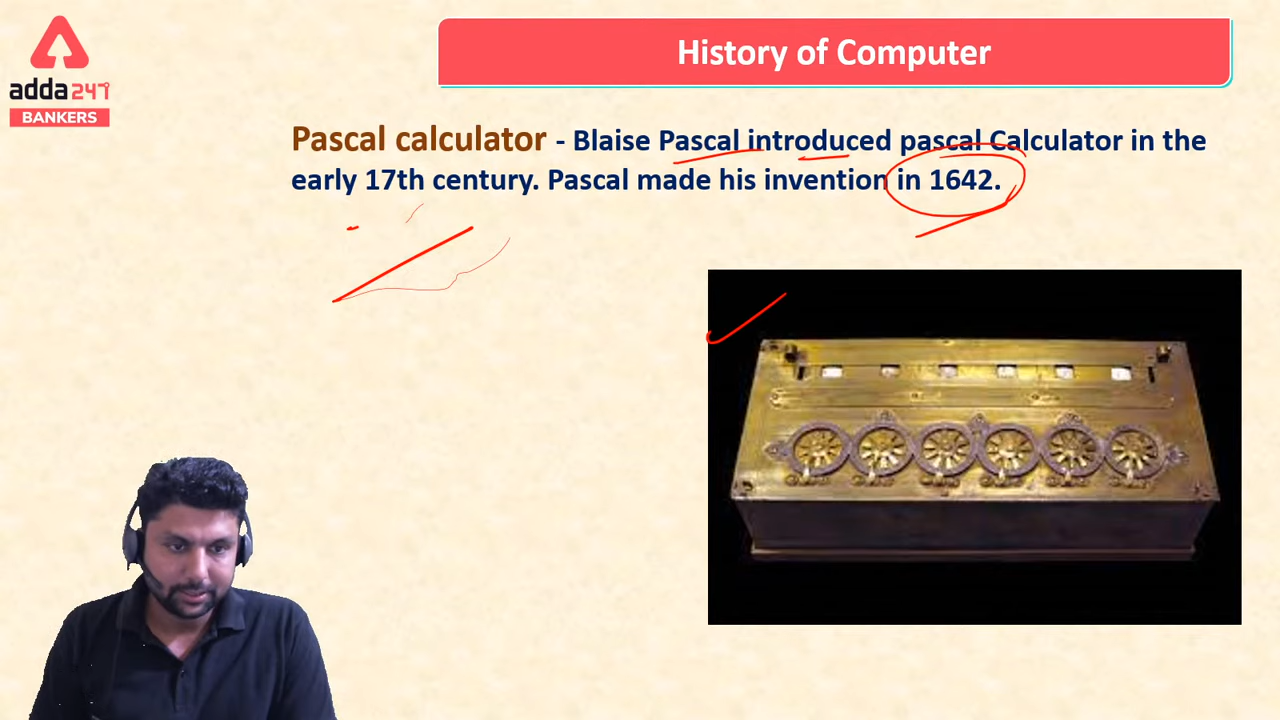 adda247
BANKERS
History of Computer
Pascal calculator - Blaise Pascal introduced pascal Calculator in the
early 17th century. Pascal made his invention in 1642.